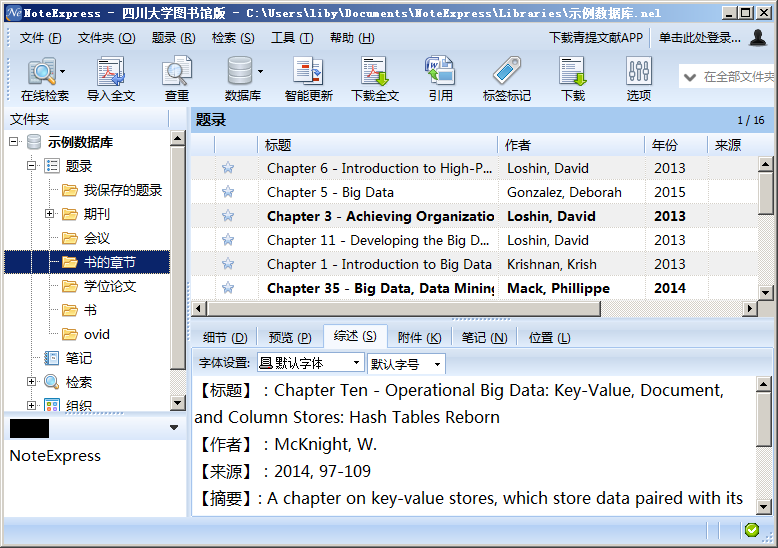 NoteExpress - 四川大学图书馆版 - C:\Users\liby\Documents\NoteExpress\Libraries\示例数据库.nel
文件 (F) 文件夹 (O) 题录 (R) 检索 (S) 工具 (T) 帮助 (H) 下载青提文献APP 单击此处登录...
在线检索 导入全文 查重 数据库 智能更新 下载全文 引用 标签标记 下载 选项 在全部文件夹
文件夹
示例数据库
题录
我保存的题录
期刊
会议
书的章节
学位论文
书
ovid
笔记
检索
组织
NoteExpress
题录 1 / 16
标题 作者 年份 来源
Chapter 6 - Introduction to High-P... Loshin, David 2013
Chapter 5 - Big Data Gonzalez, Deborah 2015
Chapter 3 - Achieving Organizatio Loshin, David 2013
Chapter 11 - Developing the Big D... Loshin, David 2013
Chapter 1 - Introduction to Big Data Krishnan, Krish 2013
Chapter 35 - Big Data, Data Mining Mack, Phillippe 2014
细节 (D) 预览 (P) 综述 (S) 附件 (K) 笔记 (N) 位置 (L)
字体设置: 默认字体 默认字号
【标题】：Chapter Ten - Operational Big Data: Key-Value, Document,
and Column Stores: Hash Tables Reborn
【作者】：McKnight, W.
【来源】：2014, 97-109
【摘要】: A chapter on key-value stores, which store data paired with its